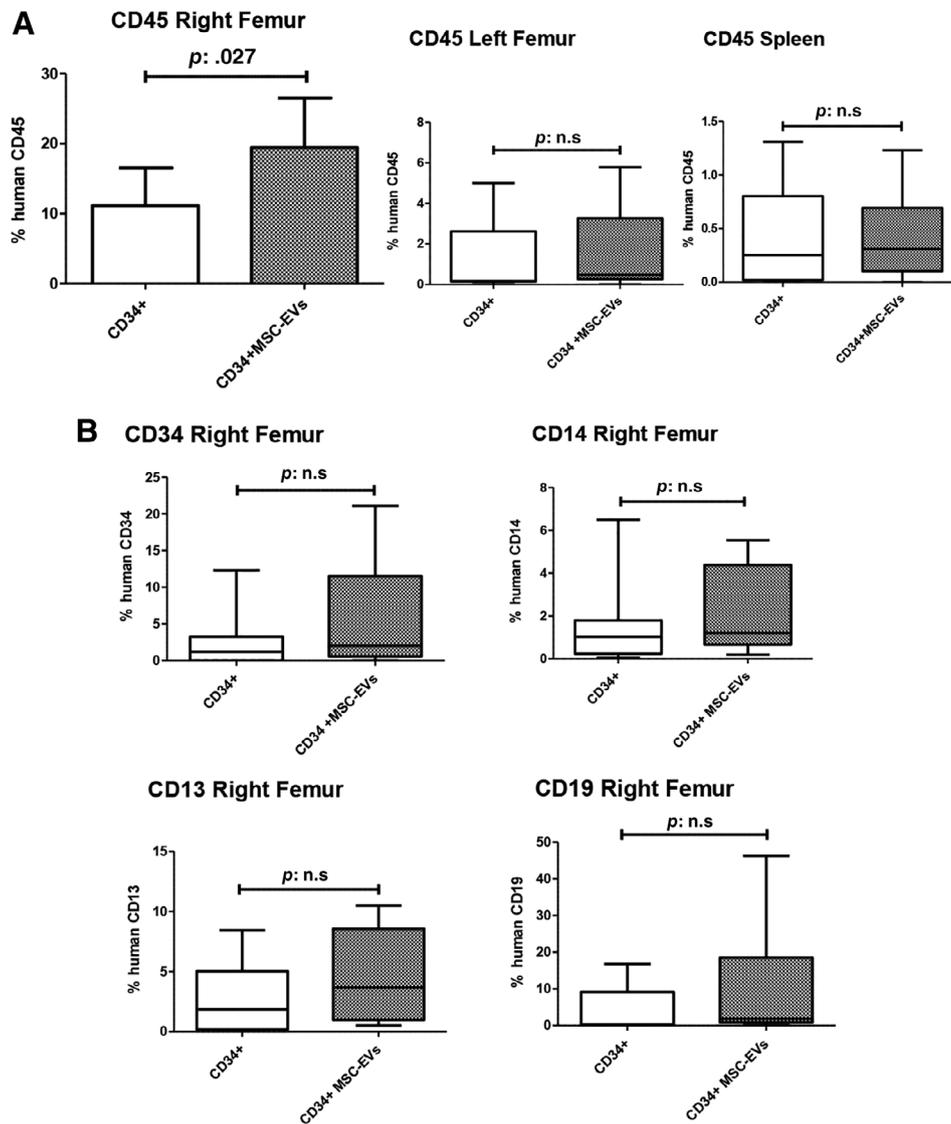 A
CD45 Right Femur
p: .027
% human CD45
30
20
10
0
CD34+
CD34+MSC-EVs
CD45 Left Femur
p: n.s
% human CD45
8
6
4
2
0
CD34+
CD34 +MSC-EVs
CD45 Spleen
p: n.s
% human CD45
1.5
1.0
0.5
0.0
CD34+
CD34+MSC-EVs
B
CD34 Right Femur
p: n.s
% human CD34
25
20
15
10
5
0
CD34+
CD34 +MSC-EVs
CD14 Right Femur
p: n.s
% human CD14
8
6
4
2
0
CD34+
CD34+ MSC-EVs
CD13 Right Femur
p: n.s
% human CD13
15
10
5
0
CD34+
CD34+ MSC-EVs
CD19 Right Femur
p: n.s
% human CD19
50
40
30
20
10
0
CD34+
CD34+ MSC-EVs